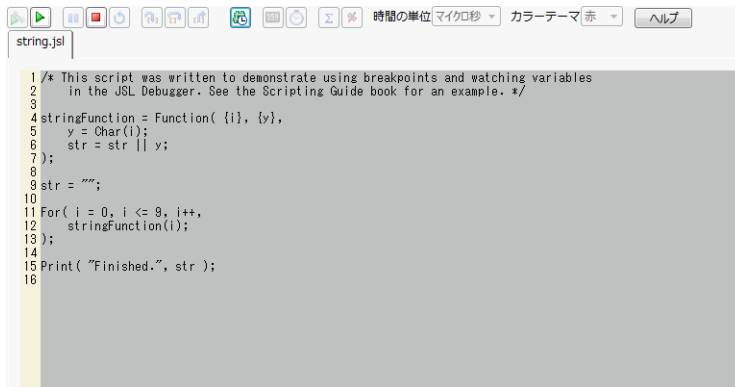 時間の単位 マイクロ秒 カラーテーマ 赤 ヘルプ
string.jsl
1 /* This script was written to demonstrate using breakpoints and watching variables
2 in the JSL Debugger. See the Scripting Guide book for an example. */
3
4 stringFunction = Function( {i}, {y},
5 y = Char(i);
6 str = str || y;
7 );
8
9 str = "";
10
11 For( i = 0, i <= 9, i++,
12 stringFunction(i);
13 );
14
15 Print( "Finished.", str );
16